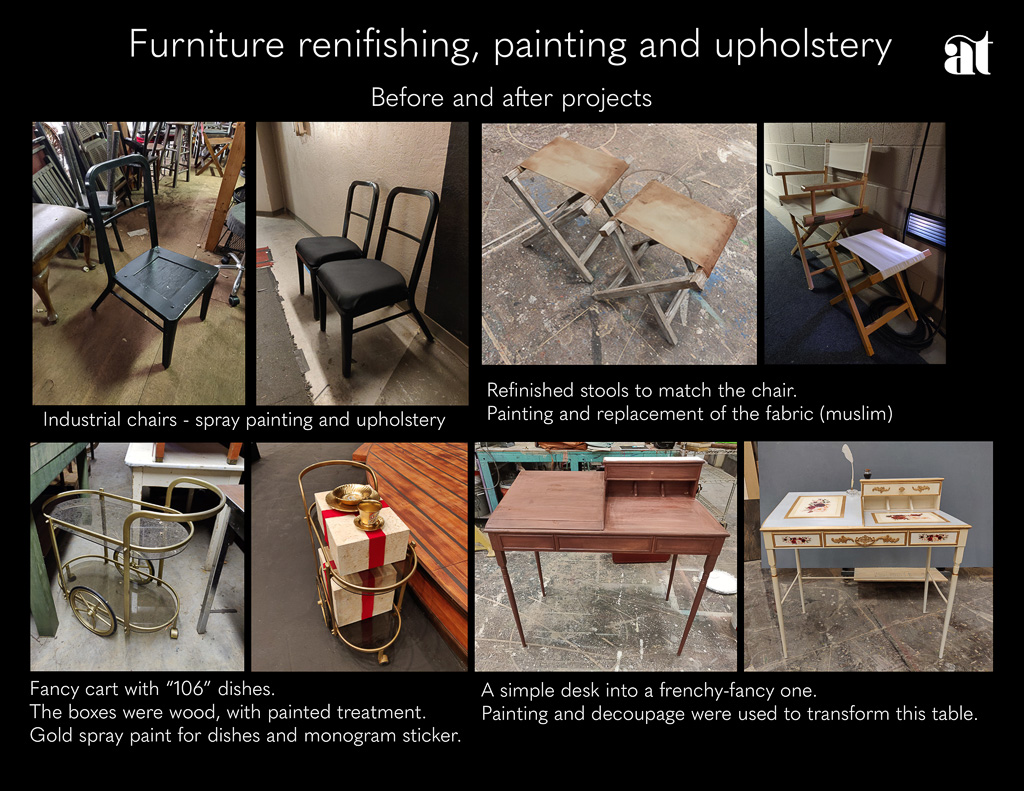 Furniture renifishing, painting and upholstery
at
Before and after projects
Industrial chairs - spray painting and upholstery
Refinished stools to match the chair.
Painting and replacement of the fabric (muslim)
Fancy cart with “106” dishes.
The boxes were wood, with painted treatment.
Gold spray paint for dishes and monogram sticker.
A simple desk into a frenchy-fancy one.
Painting and decoupage were used to transform this table.